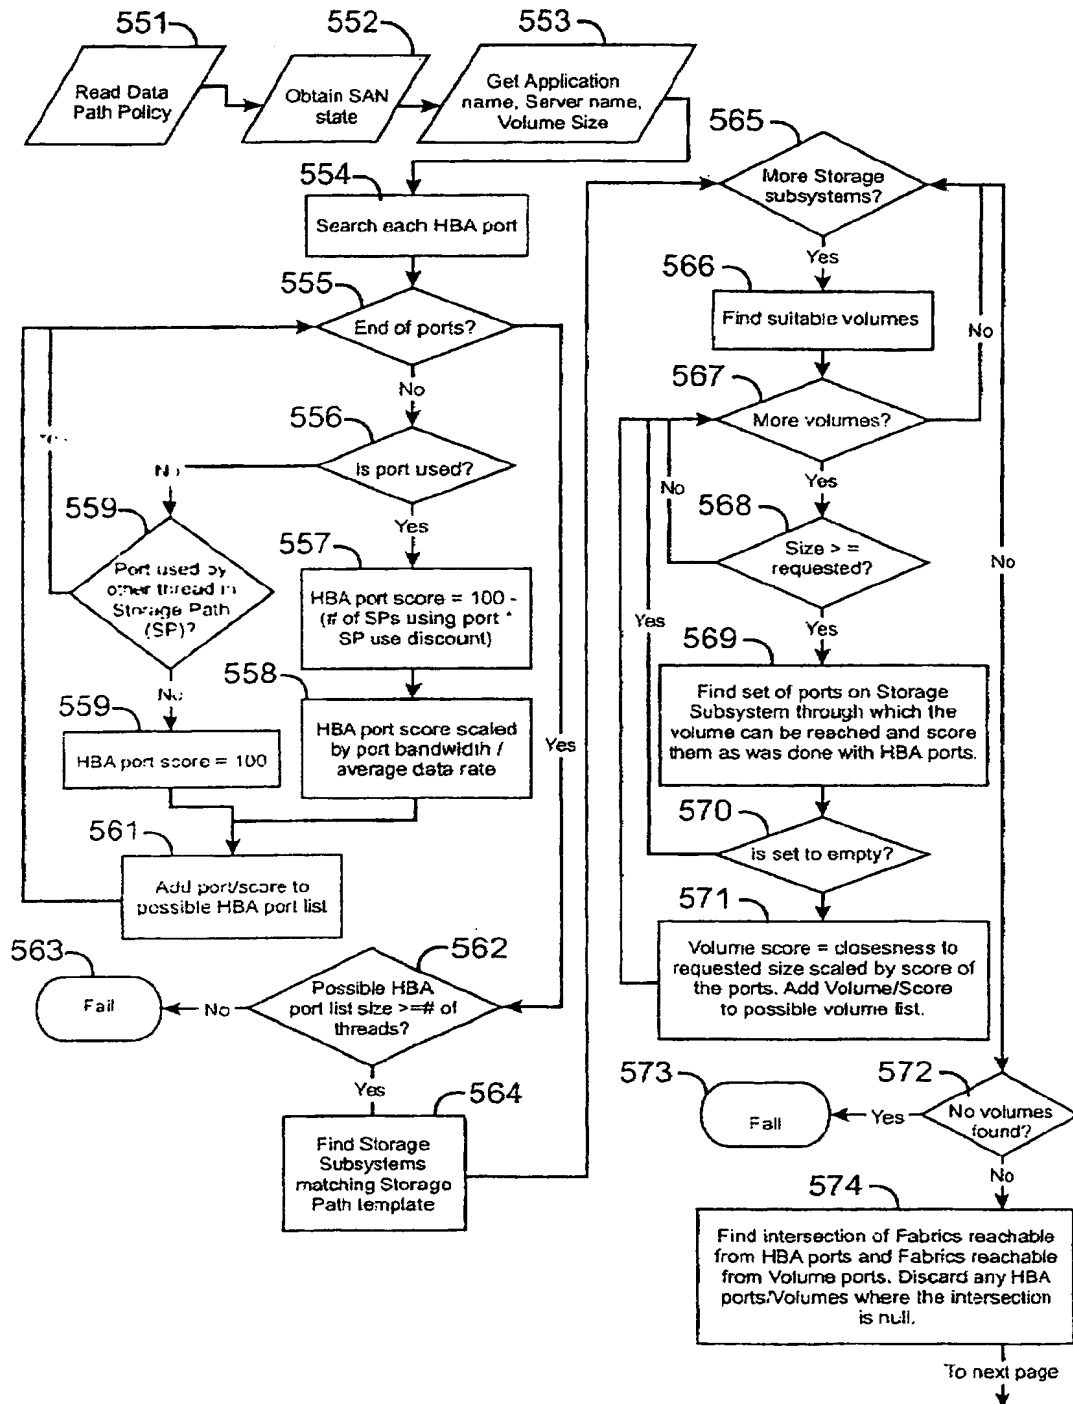 551
552
553
Read Data
Path Policy
Obtain SAN
state
Get Application
name, Server name,
Volume Size
554
Search each HBA port
555
End of ports?
No
556
Is port used?
No
Yes
559
Port used by
other thread in
Storage Path
(SP)?
No
559
HBA port score = 100
557
HBA port score = 100 -
(# of SPs using port *
SP use discount)
558
HBA port score scaled
by port bandwidth /
average data rate
Yes
561
Add port/score to
possible HBA port list
562
Possible HBA
port list size >=# of
threads?
No
563
Fail
Yes
564
Find Storage
Subsystems
matching Storage
Path template
565
More Storage
subsystems?
Yes
566
Find suitable volumes
No
567
More volumes?
Yes
No
568
Size > =
requested?
No
Yes
Yes
569
Find set of ports on Storage
Subsystem through which the
volume can be reached and score
them as was done with HBA ports.
570
is set to empty?
571
Volume score = closesness to
requested size scaled by score of
the ports. Add Volume/Score
to possible volume list.
572
No volumes
found?
Yes
573
Fail
No
574
Find intersection of Fabrics reachable
from HBA ports and Fabrics reachable
from Volume ports. Discard any HBA
ports/Volumes where the intersection
is null.
To next page